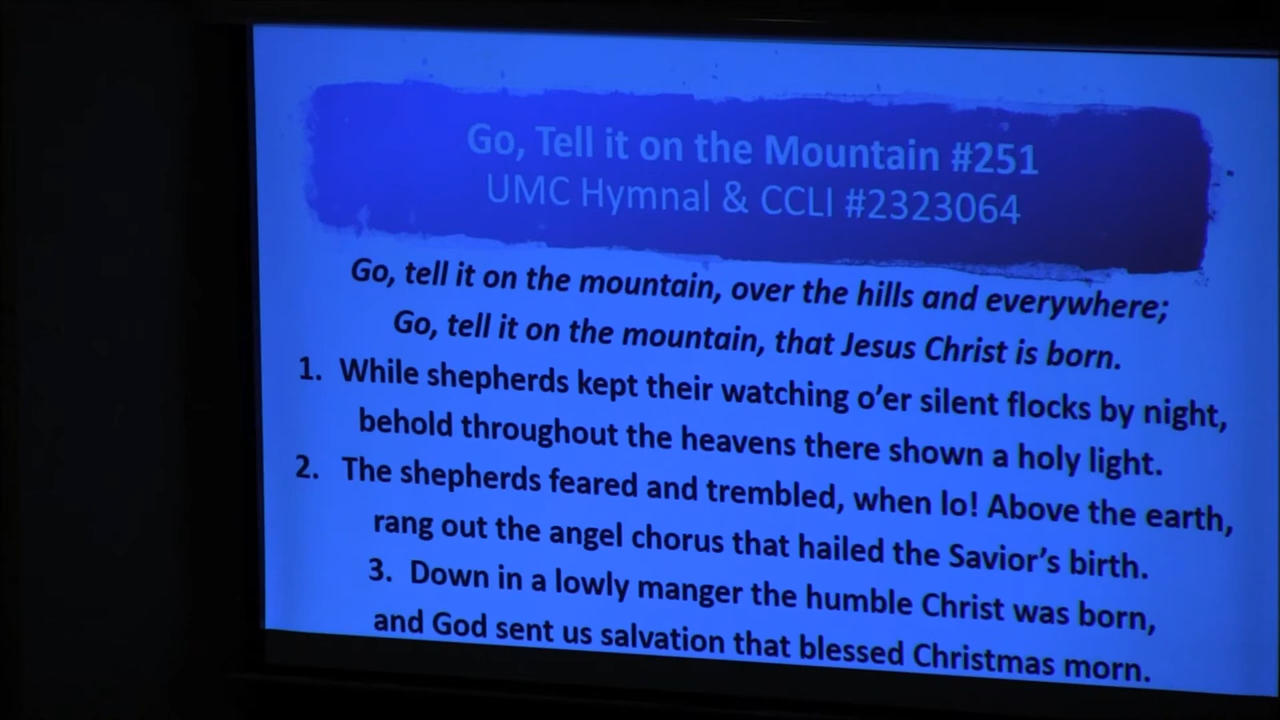 Go, Tell it on the Mountain #251
UMC Hymnal & CCLI #2323064
Go, tell it on the mountain, over the hills and everywhere;
Go, tell it on the mountain, that Jesus Christ is born.
1. While shepherds kept their watching o’er silent flocks by night,
behold throughout the heavens there shown a holy light.
2. The shepherds feared and trembled, when lo! Above the earth,
rang out the angel chorus that hailed the Savior’s birth.
3. Down in a lowly manger the humble Christ was born,
and God sent us salvation that blessed Christmas morn.